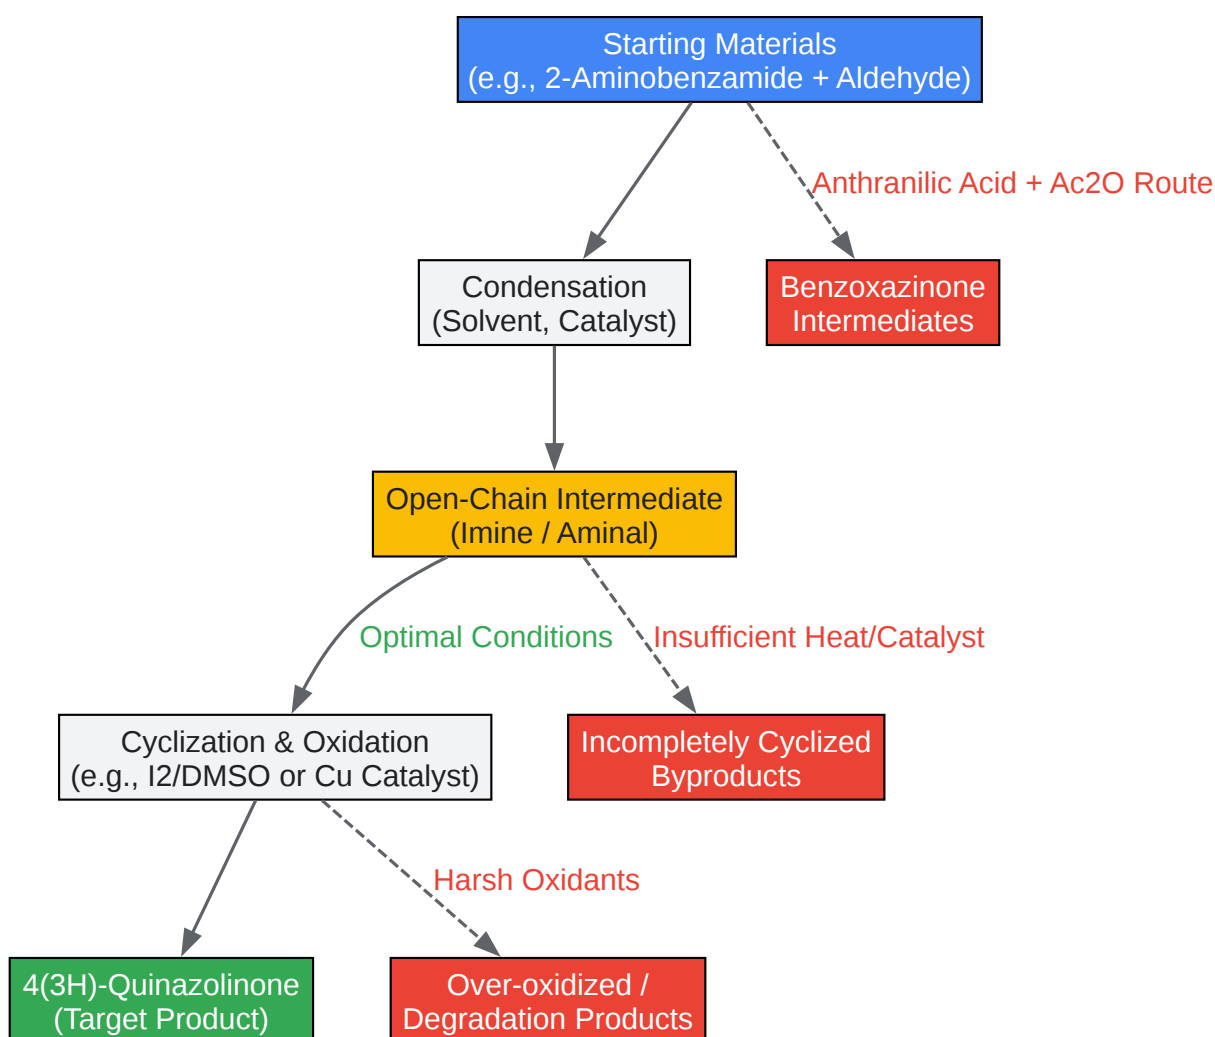 Starting Materials
(e.g., 2-Aminobenzamide + Aldehyde)
Anthranilic Acid + Ac2O Route
Condensation
(Solvent, Catalyst)
Benzoxazinone
Intermediates
Open-Chain Intermediate
(Imine / Aminal)
Optimal Conditions
Insufficient Heat/Catalyst
Cyclization & Oxidation
(e.g., I2/DMSO or Cu Catalyst)
Incompletely Cyclized
Byproducts
Harsh Oxidants
4(3H)-Quinazolinone
(Target Product)
Over-oxidized /
Degradation Products